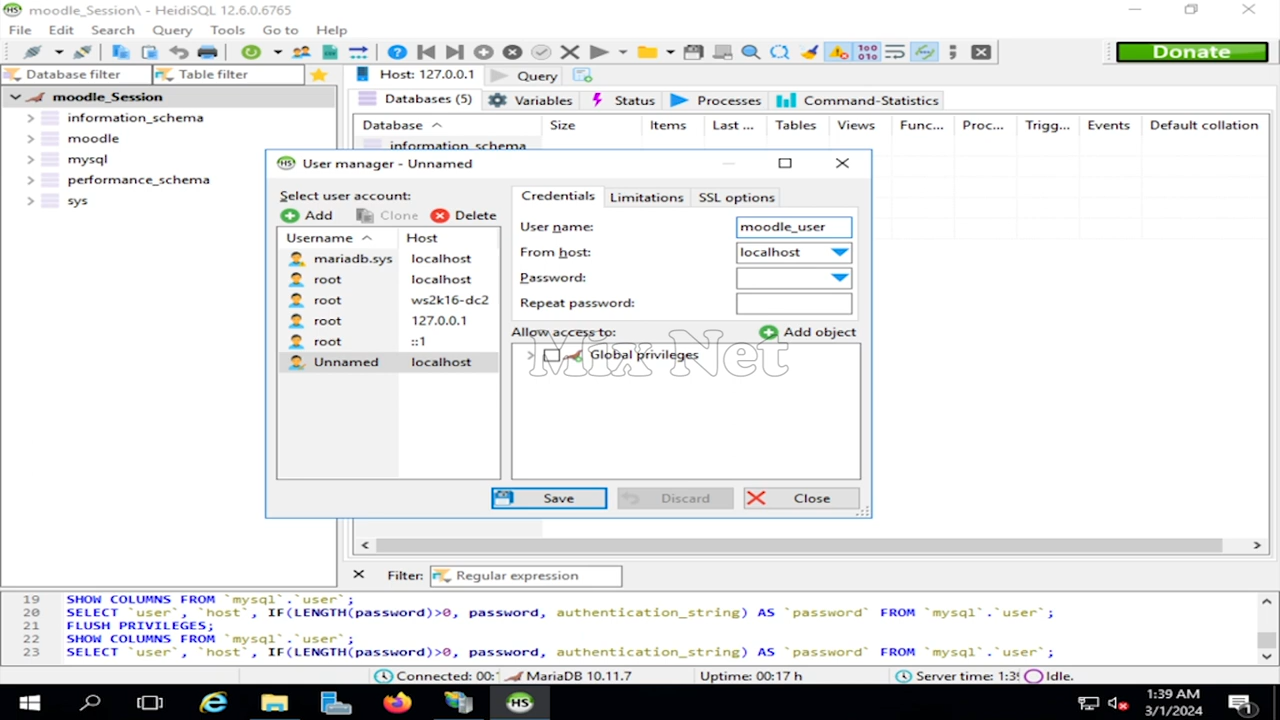 moodle_Session\ - HeidiSQL 12.6.0.6765
File Edit Search Query Tools Go to Help
Donate
Database filter Table filter
Host: 127.0.0.1 Query
Databases (5) Variables Status Processes Command-Statistics
Database Size Items Last ... Tables Views Func... Proc... Trigg... Events Default collation
information_schema
moodle_Session
information_schema
moodle
mysql
performance_schema
sys
User manager - Unnamed
Select user account:
Add Clone Delete
Username Host
mariadb.sys localhost
root localhost
root ws2k16-dc2
root 127.0.0.1
root ::1
Unnamed localhost
Credentials Limitations SSL options
User name: moodle_user
From host: localhost
Password:
Repeat password:
Allow access to: Add object
Global privileges
Mix Net
Save Discard Close
Filter: Regular expression
19 SHOW COLUMNS FROM `mysql`.`user`;
20 SELECT `user`, `host`, IF(LENGTH(password)>0, password, authentication_string) AS `password` FROM `mysql`.`user`;
21 FLUSH PRIVILEGES;
22 SHOW COLUMNS FROM `mysql`.`user`;
23 SELECT `user`, `host`, IF(LENGTH(password)>0, password, authentication_string) AS `password` FROM `mysql`.`user`;
Connected: 00: MariaDB 10.11.7 Uptime: 00:17 h Server time: 1:3 Idle.
HS
1:39 AM
3/1/2024
1